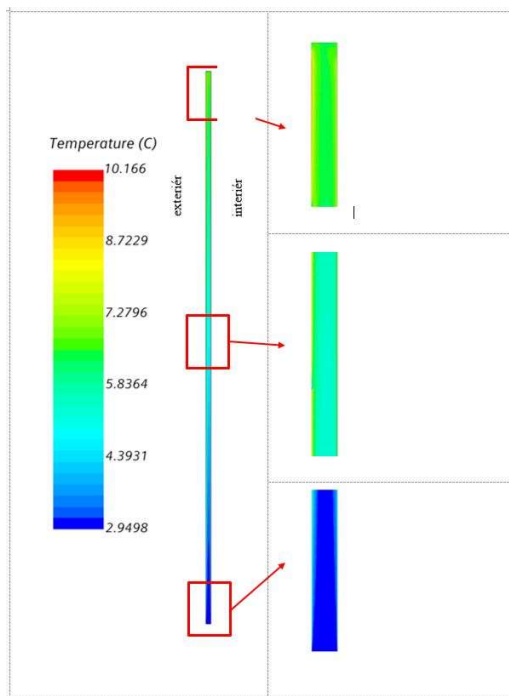 Temperature (C)
10.166
8.7229
7.2796
5.8364
4.3931
2.9498
exteriér
interiér